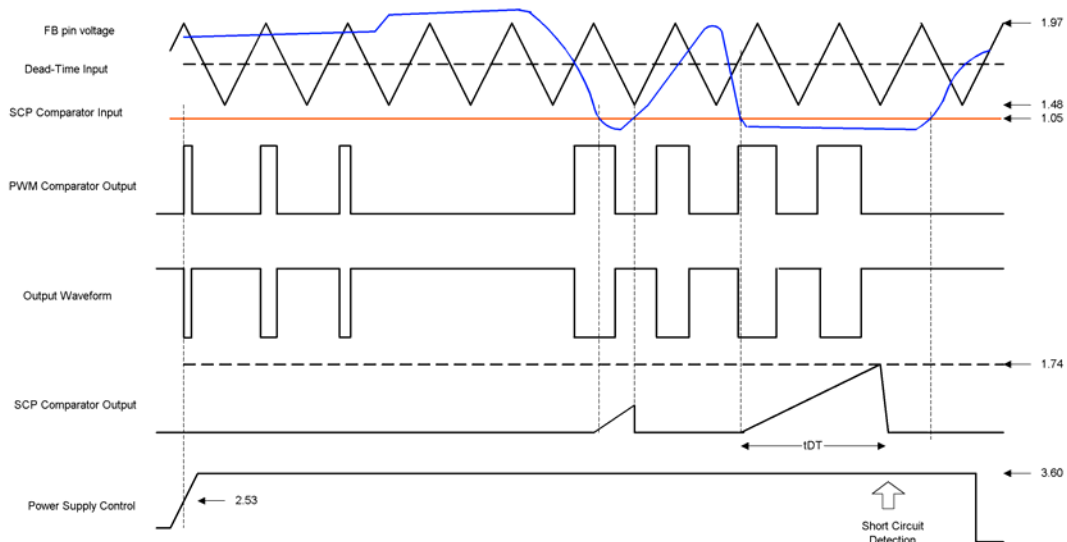 FB pin voltage
1.97
Dead-Time Input
1.48
SCP Comparator Input
1.05
PWM Comparator Output
Output Waveform
1.74
SCP Comparator Output
tDT
3.60
2.53
Power Supply Control
Short Circuit
Detection